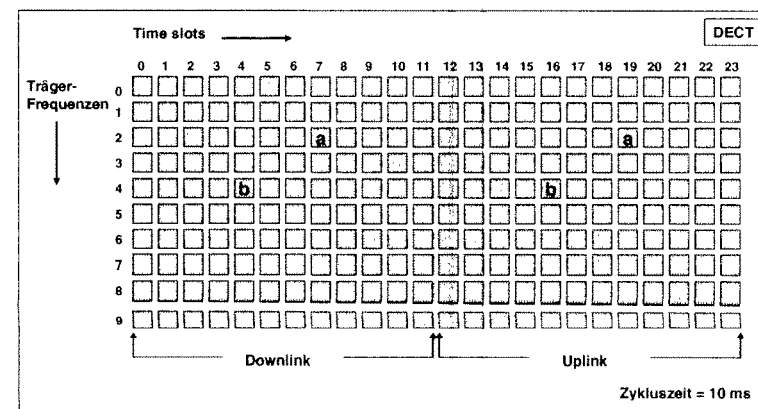 Time slots
DECT
0 1 2 3 4 5 6 7 8 9 10 11 12 13 14 15 16 17 18 19 20 21 22 23
Träger-
Frequenzen
0
1
2 a a
3
4 b b
5
6
7
8
9
Downlink Uplink
Zykluszeit = 10 ms